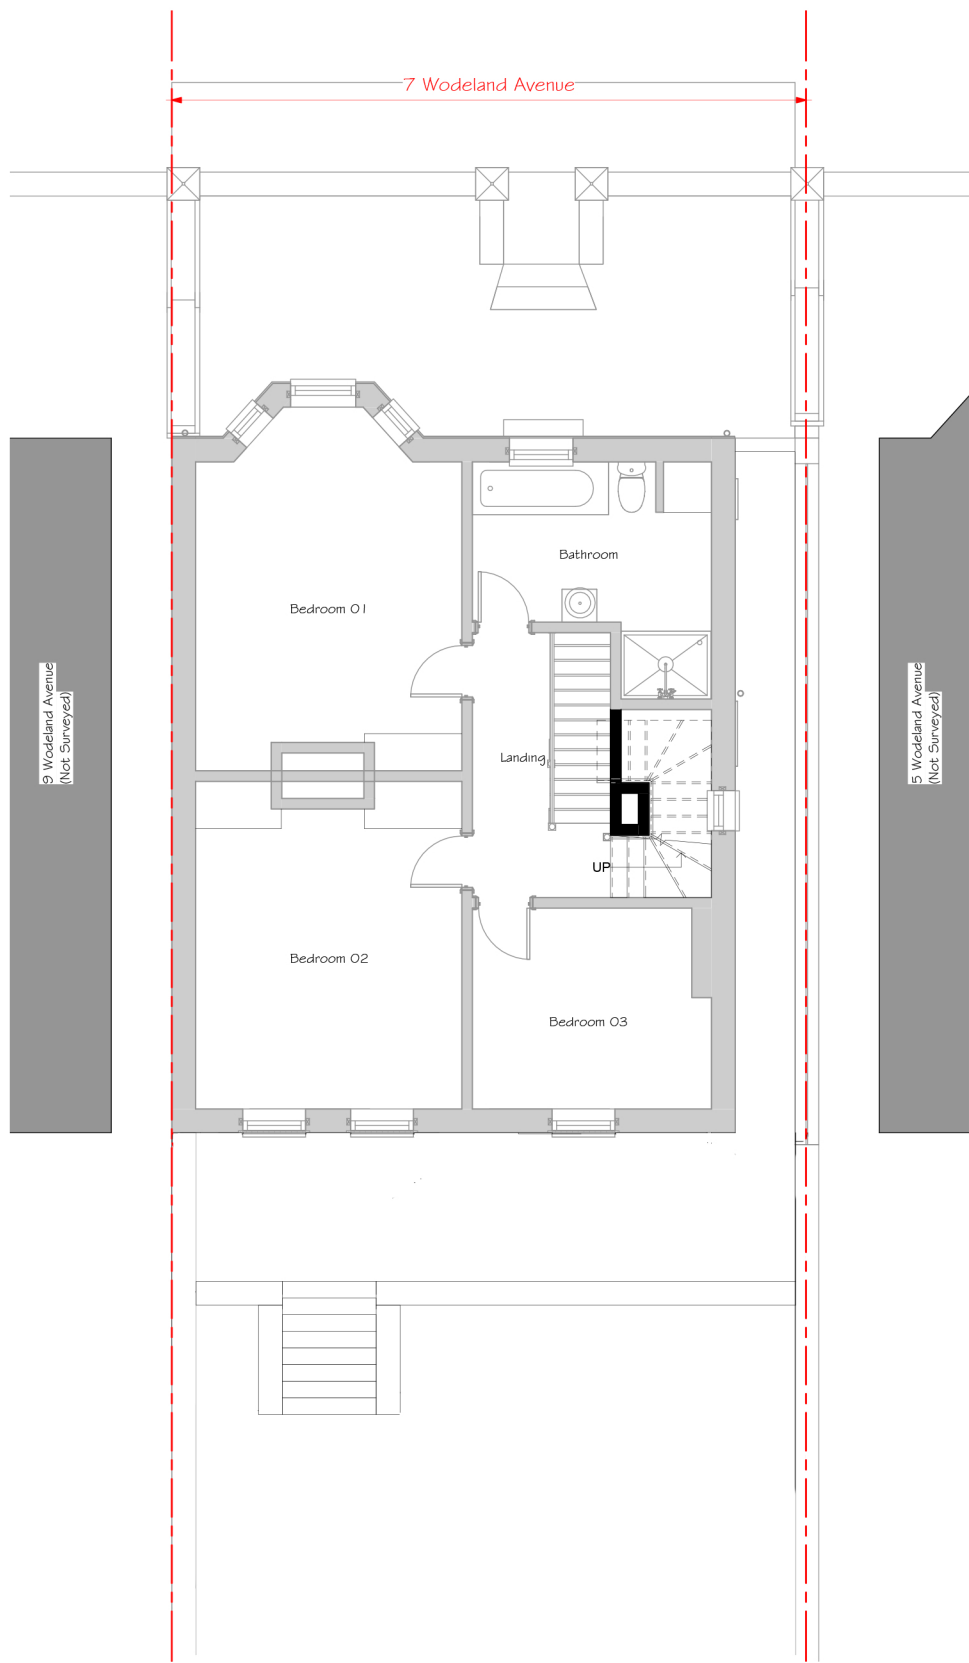 7 Wodeland Avenue
Bathroom
Bedroom 01
9 Wodeland Avenue
(Not Surveyed)
5 Wodeland Avenue
(Not Surveyed)
Landing
UP
Bedroom 02
Bedroom 03